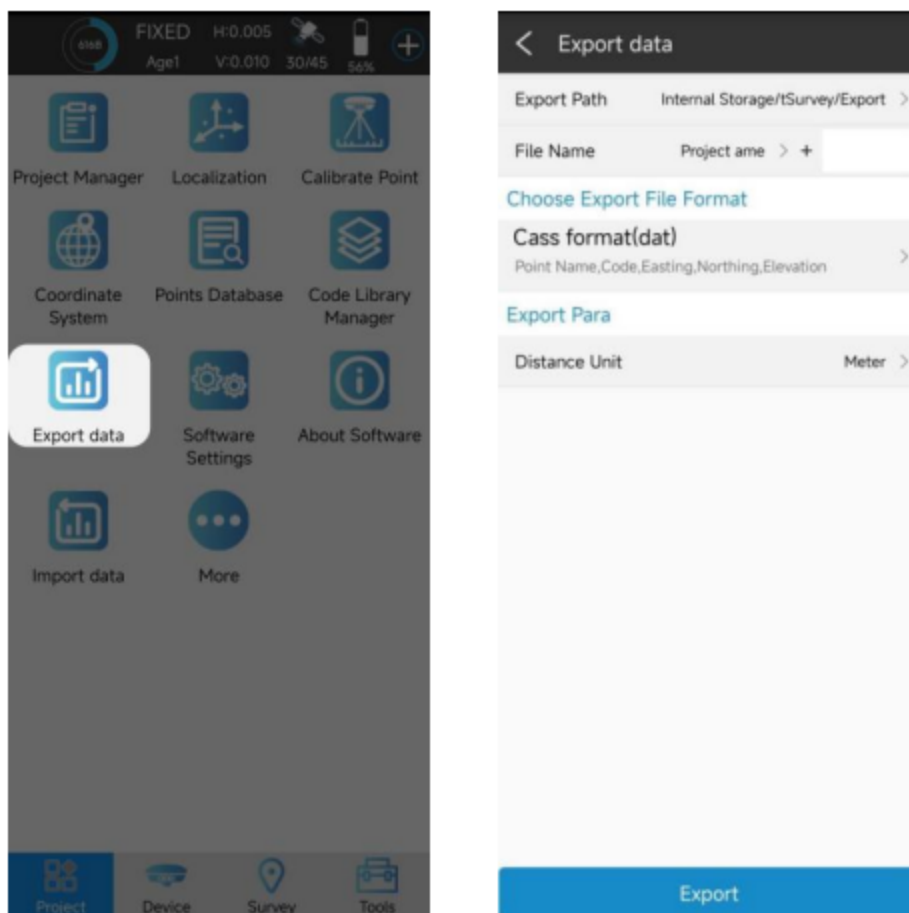 616B FIXED H:0.005
Age1 V:0.010 30/45 56%
Project Manager Localization Calibrate Point
Coordinate System Points Database Code Library Manager
Export data Software Settings About Software
Import data More
Project Device Survey Tools
Export data
Export Path Internal Storage/tSurvey/Export >
File Name Project ame > +
Choose Export File Format
Cass format(dat)
Point Name,Code,Easting,Northing,Elevation >
Export Para
Distance Unit Meter >
Export